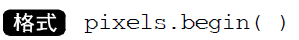 格式 pixels.begin( )